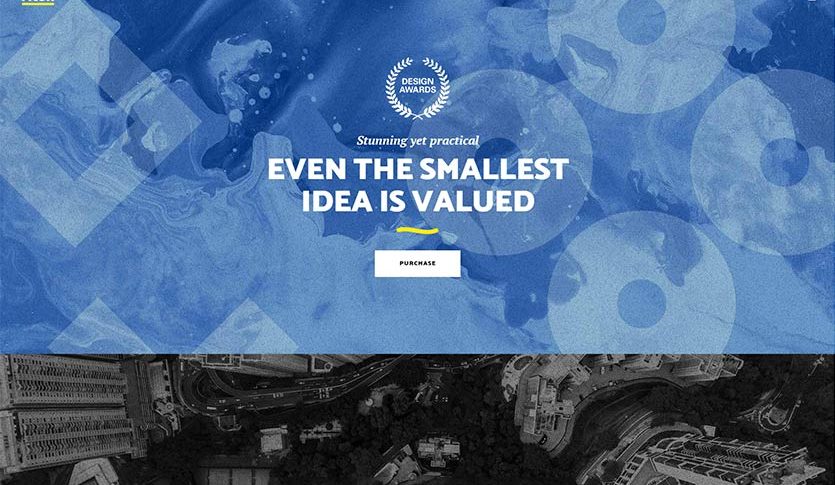 DESIGN
AWARDS
Stunning yet practical
EVEN THE SMALLEST
IDEA IS VALUED
PURCHASE